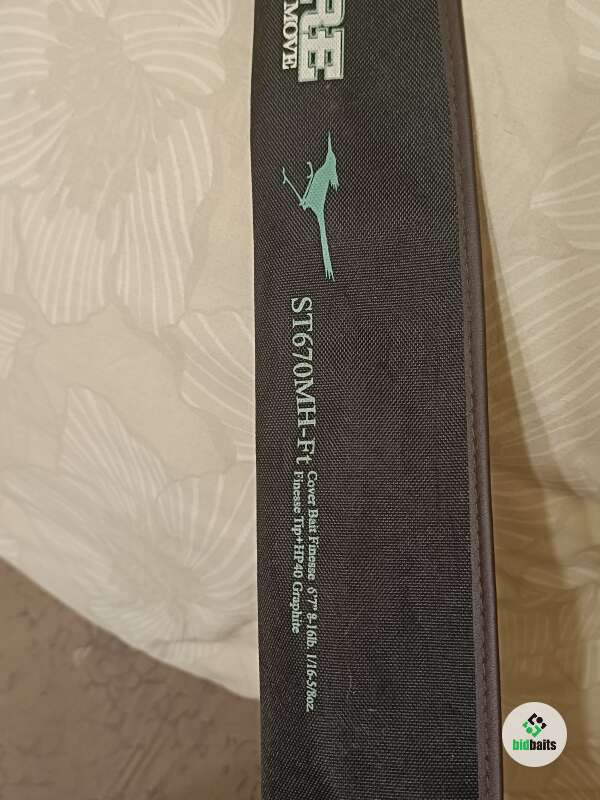 RE
MOVE
ST670MH-Ft
Cover Bait Finesse 6'7" 8-16lb. 1/16-5/8oz.
Finesse Tip+HP40 Graphite
bidbaits